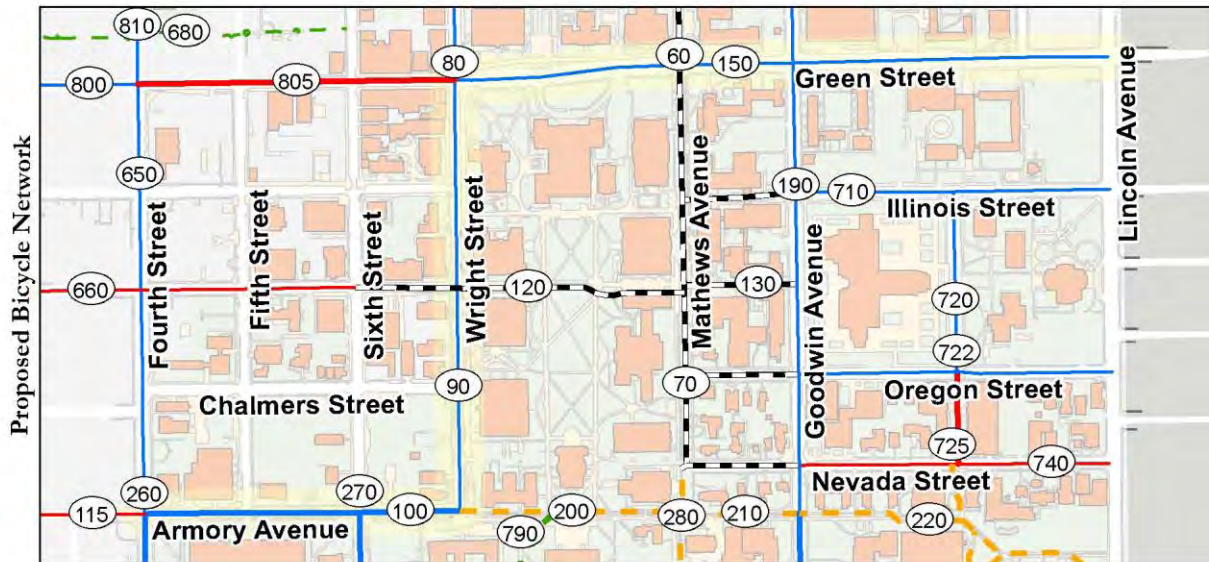 Proposed Bicycle Network
810
680
80
60
150
800
805
Green Street
Lincoln Avenue
650
190
710
Mathews Avenue
Illinois Street
Fourth Street
Fifth Street
Sixth Street
Wright Street
Goodwin Avenue
660
120
130
720
722
90
70
Oregon Street
Chalmers Street
725
740
Nevada Street
260
270
115
100
200
280
210
220
Armory Avenue
790